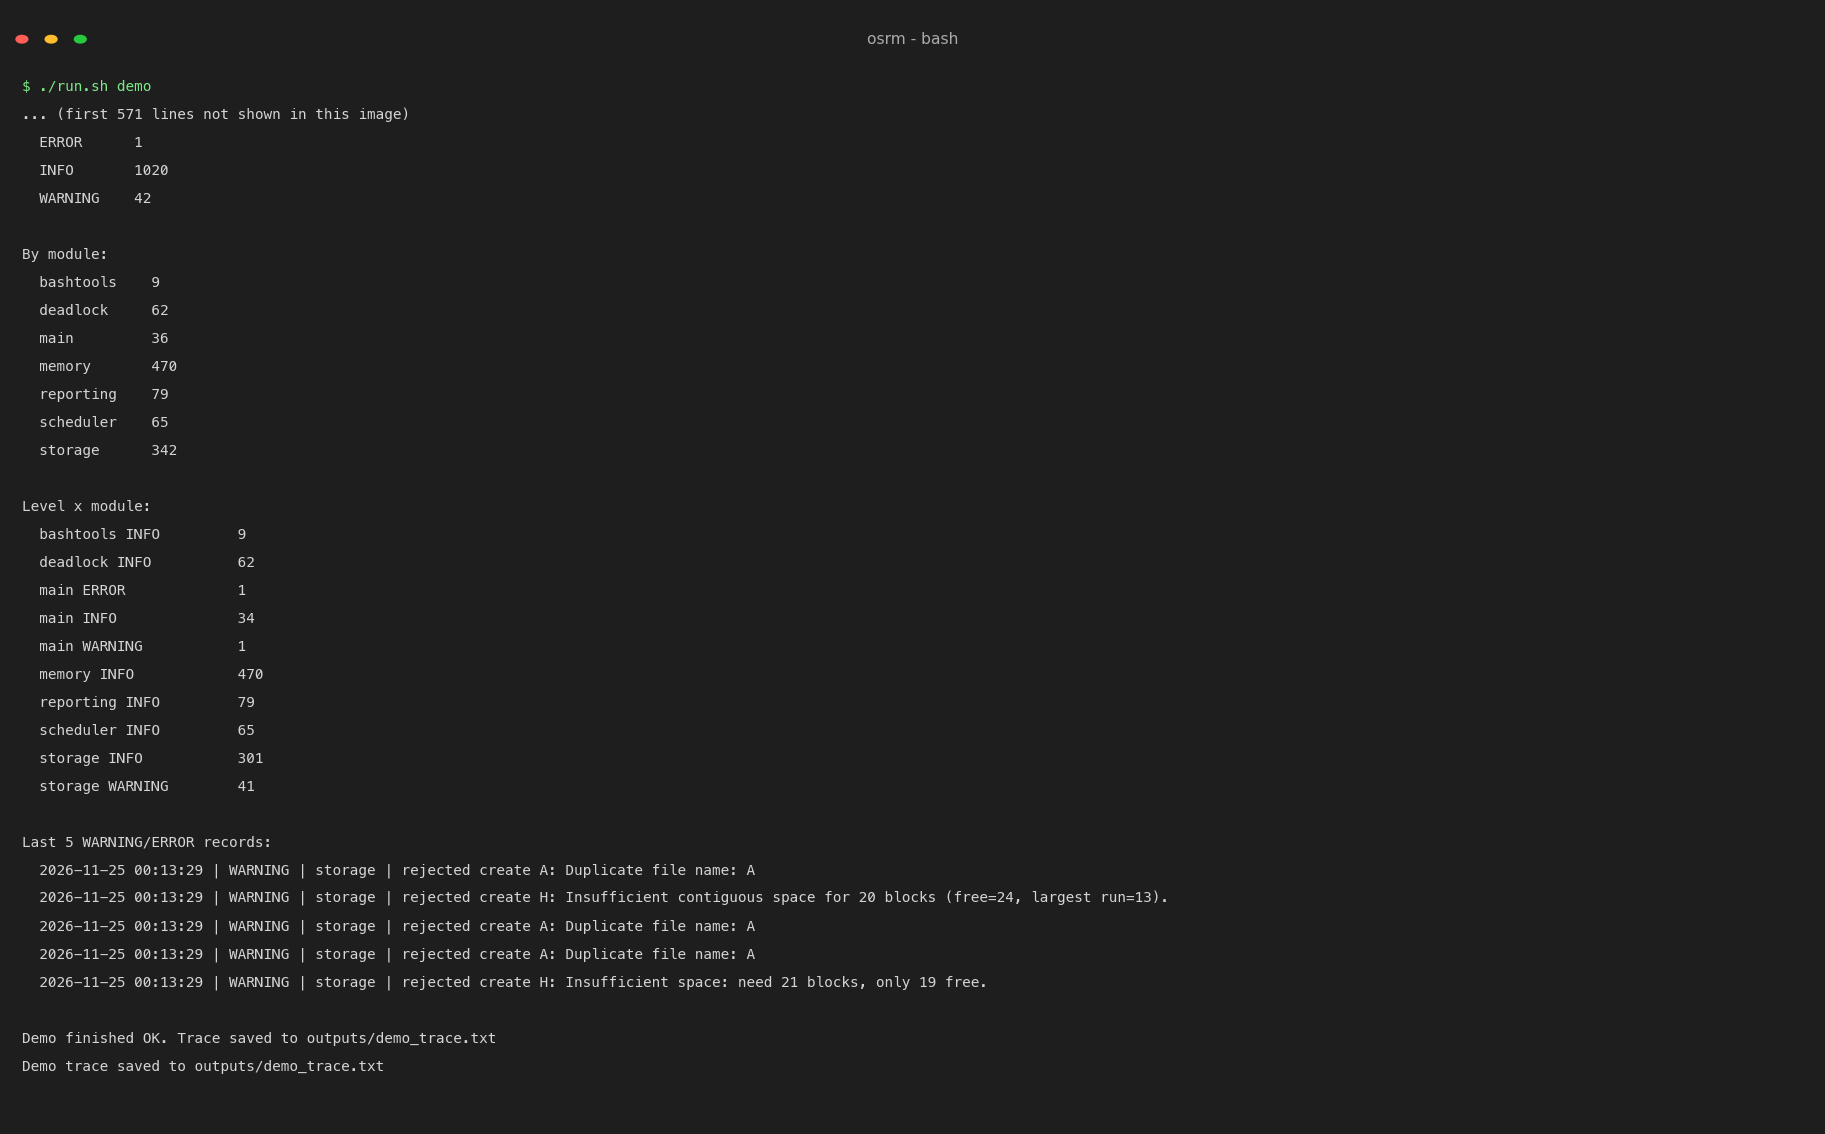 osrm - bash
$ ./run.sh demo
... (first 571 lines not shown in this image)
  ERROR      1
  INFO       1020
  WARNING    42

By module:
  bashtools    9
  deadlock     62
  main         36
  memory       470
  reporting    79
  scheduler    65
  storage      342

Level x module:
  bashtools INFO         9
  deadlock INFO          62
  main ERROR             1
  main INFO              34
  main WARNING           1
  memory INFO            470
  reporting INFO         79
  scheduler INFO         65
  storage INFO           301
  storage WARNING        41

Last 5 WARNING/ERROR records:
  2026-11-25 00:13:29 | WARNING | storage | rejected create A: Duplicate file name: A
  2026-11-25 00:13:29 | WARNING | storage | rejected create H: Insufficient contiguous space for 20 blocks (free=24, largest run=13).
  2026-11-25 00:13:29 | WARNING | storage | rejected create A: Duplicate file name: A
  2026-11-25 00:13:29 | WARNING | storage | rejected create A: Duplicate file name: A
  2026-11-25 00:13:29 | WARNING | storage | rejected create H: Insufficient space: need 21 blocks, only 19 free.

Demo finished OK. Trace saved to outputs/demo_trace.txt
Demo trace saved to outputs/demo_trace.txt